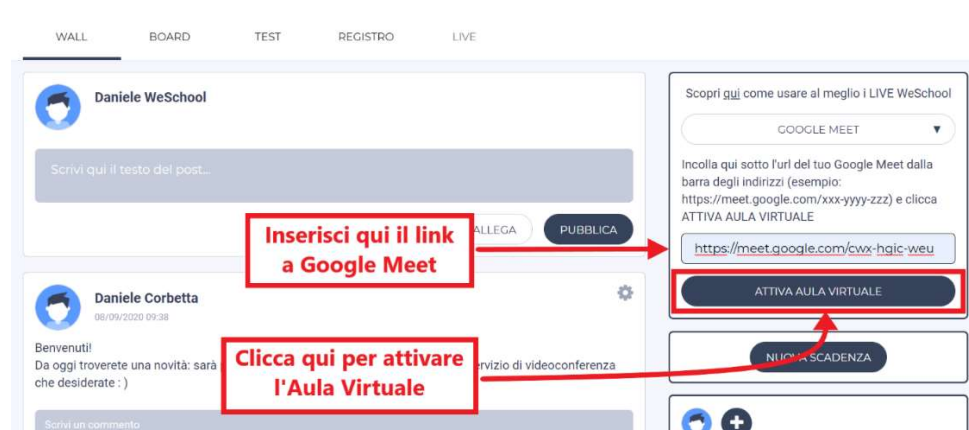 WALL BOARD TEST REGISTRO LIVE
Daniele WeSchool
Scrivi qui il testo del post...
ALLEGA PUBBLICA
Inserisci qui il link
a Google Meet
Daniele Corbetta
08/09/2020 09:38
Benvenuti!
Da oggi troverete una novità: sarà ervizio di videoconferenza
che desiderate : )
Clicca qui per attivare
l'Aula Virtuale
Scrivi un commento
Scopri qui come usare al meglio i LIVE WeSchool
GOOGLE MEET
Incolla qui sotto l'url del tuo Google Meet dalla
barra degli indirizzi (esempio:
https://meet.google.com/xxx-yyyy-zzz) e clicca
ATTIVA AULA VIRTUALE
https://meet.google.com/cwx-hgic-weu
ATTIVA AULA VIRTUALE
NUOVA SCADENZA